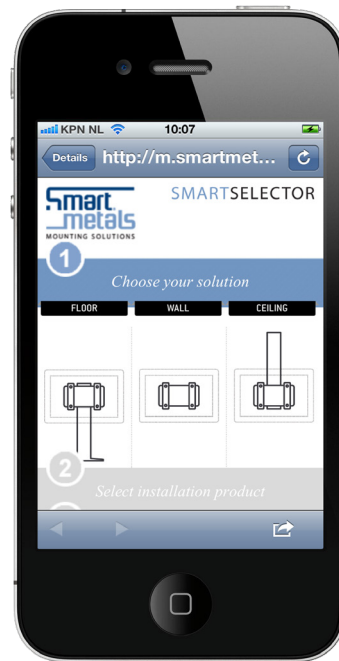 KPN NL 10:07
Details http://m.smartmet...
Smart
metals
MOUNTING SOLUTIONS
SMARTSELECTOR
1
Choose your solution
FLOOR WALL CEILING
2
Select installation product